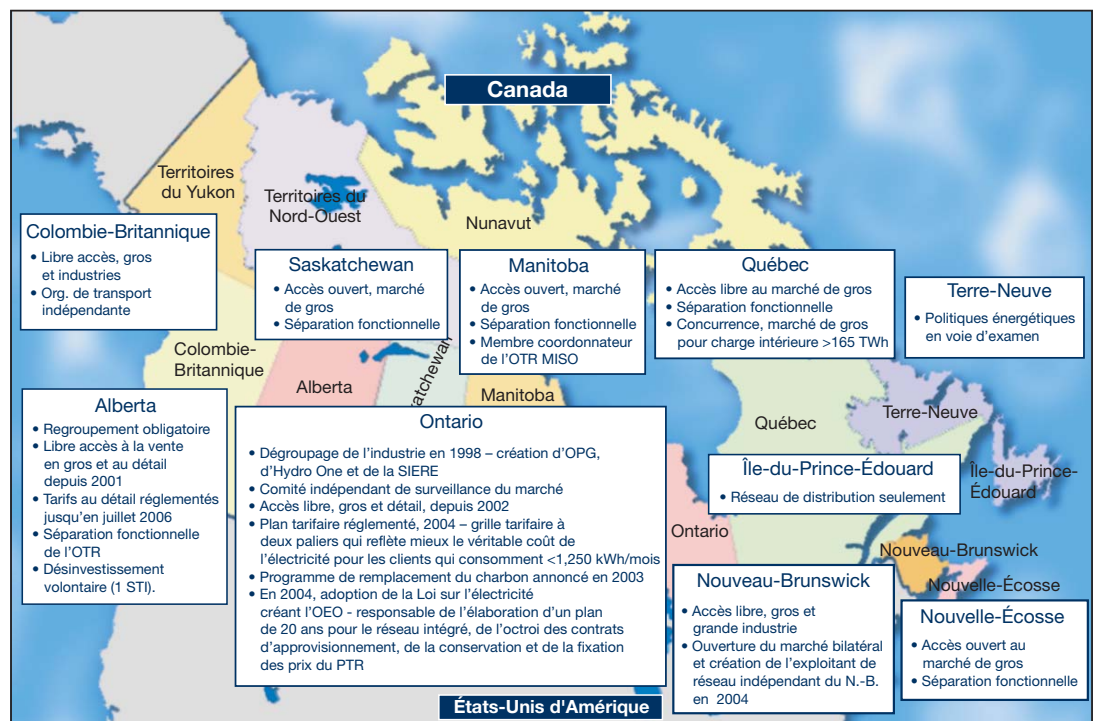 Canada
Territoires
du Yukon
Territoires du
Nord-Ouest
Nunavut
Colombie-Britannique
• Libre accès, gros
et industries
• Org. de transport
indépendante
Saskatchewan
• Accès ouvert, marché
de gros
• Séparation fonctionnelle
Manitoba
• Accès ouvert, marché
de gros
• Séparation fonctionnelle
• Membre coordonnateur
de l'OTR MISO
Québec
• Accès libre au marché de gros
• Séparation fonctionnelle
• Concurrence, marché de gros
pour charge intérieure >165 TWh
Terre-Neuve
• Politiques énergétiques
en voie d'examen
Colombie-
Britannique
Alberta
atchewan
Manitoba
Québec
Terre-Neuve
Île-du-Prince-
Édouard
Ontario
Nouveau-Brunswick
Nouvelle-Écosse
Alberta
• Regroupement obligatoire
• Libre accès à la vente
en gros et au détail
depuis 2001
• Tarifs au détail réglementés
jusqu'en juillet 2006
• Séparation fonctionnelle
de l'OTR
• Désinvestissement
volontaire (1 STI).
Ontario
• Dégroupage de l'industrie en 1998 – création d'OPG,
d'Hydro One et de la SIERE
• Comité indépendant de surveillance du marché
• Accès libre, gros et détail, depuis 2002
• Plan tarifaire réglementé, 2004 – grille tarifaire à
deux paliers qui reflète mieux le véritable coût de
l'électricité pour les clients qui consomment <1,250 kWh/mois
• Programme de remplacement du charbon annoncé en 2003
• En 2004, adoption de la Loi sur l'électricité
créant l'OEO - responsable de l'élaboration d'un plan
de 20 ans pour le réseau intégré, de l'octroi des contrats
d'approvisionnement, de la conservation et de la fixation
des prix du PTR
Île-du-Prince-Édouard
• Réseau de distribution seulement
Nouveau-Brunswick
• Accès libre, gros et
grande industrie
• Ouverture du marché bilatéral
et création de l'exploitant de
réseau indépendant du N.-B.
en 2004
Nouvelle-Écosse
• Accès ouvert au
marché de gros
• Séparation fonctionnelle
États-Unis d'Amérique